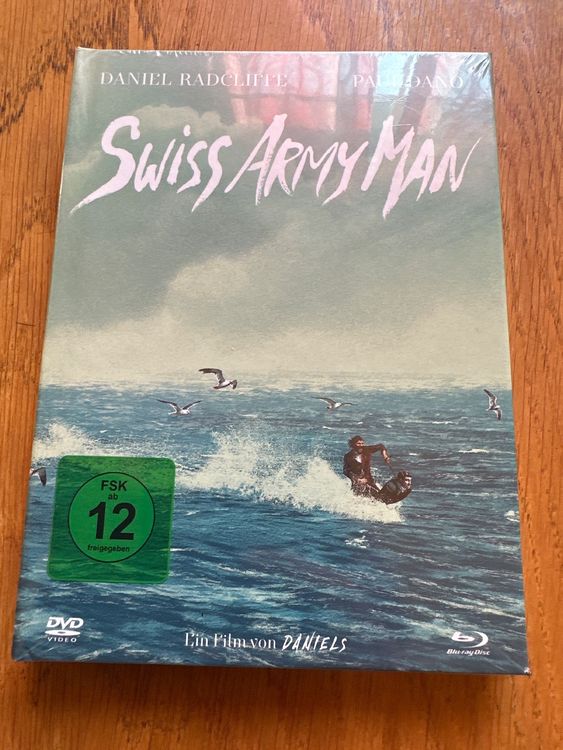 DANIEL RADCLIFFE PAUL DANO
SWISS ARMY MAN
FSK
ab
12
freigegeben
Ein Film von DANIELS
DVD
VIDEO
Blu-ray Disc